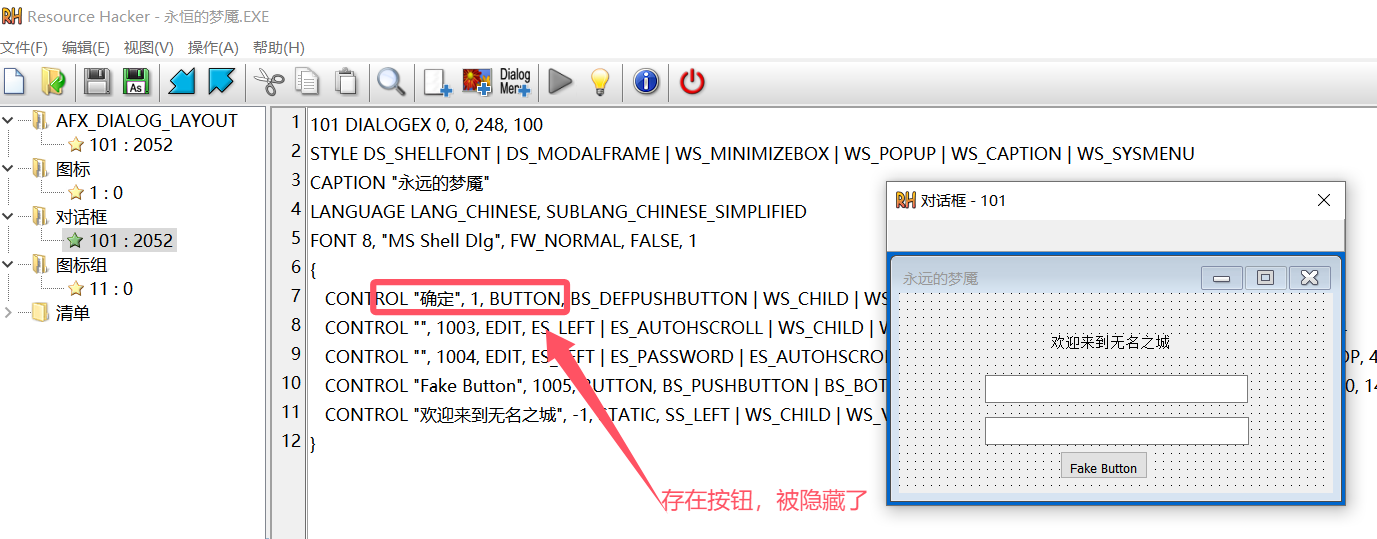 Resource Hacker - 永恒的梦魇.EXE
文件(F) 编辑(E) 视图(V) 操作(A) 帮助(H)
As
Dialog
Menu
AFX_DIALOG_LAYOUT
101 : 2052
图标
1 : 0
对话框
101 : 2052
图标组
11 : 0
清单
1 101 DIALOGEX 0, 0, 248, 100
2 STYLE DS_SHELLFONT | DS_MODALFRAME | WS_MINIMIZEBOX | WS_POPUP | WS_CAPTION | WS_SYSMENU
3 CAPTION "永远的梦魇"
4 LANGUAGE LANG_CHINESE, SUBLANG_CHINESE_SIMPLIFIED
5 FONT 8, "MS Shell Dlg", FW_NORMAL, FALSE, 1
6 {
7 CONTROL "确定", 1, BUTTON, BS_DEFPUSHBUTTON | WS_CHILD | WS
8 CONTROL "", 1003, EDIT, ES_LEFT | ES_AUTOHSCROLL | WS_CHILD |
9 CONTROL "", 1004, EDIT, ES_LEFT | ES_PASSWORD | ES_AUTOHSCROL OP, 4
10 CONTROL "Fake Button", 1005, BUTTON, BS_PUSHBUTTON | BS_BOT 0, 14
11 CONTROL "欢迎来到无名之城", -1, STATIC, SS_LEFT | WS_CHILD | WS_V
12 }
存在按钮，被隐藏了
RH 对话框 - 101
永远的梦魇
欢迎来到无名之城
Fake Button